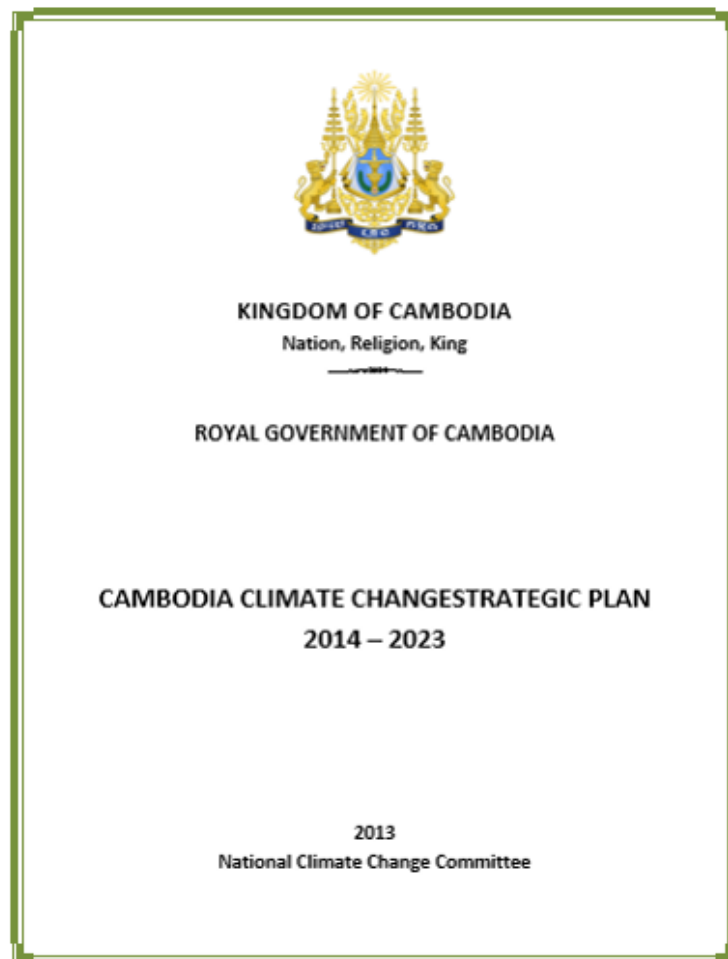 KINGDOM OF CAMBODIA
Nation, Religion, King
ROYAL GOVERNMENT OF CAMBODIA
CAMBODIA CLIMATE CHANGESTRATEGIC PLAN
2014 – 2023
2013
National Climate Change Committee